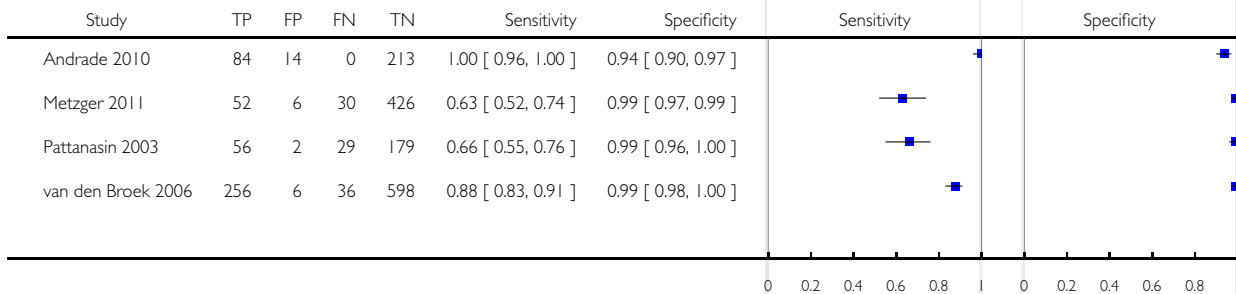 Study TP FP FN TN Sensitivity Specificity Sensitivity Specificity
Andrade 2010 84 14 0 213 1.00 [ 0.96, 1.00 ] 0.94 [ 0.90, 0.97 ]
Metzger 2011 52 6 30 426 0.63 [ 0.52, 0.74 ] 0.99 [ 0.97, 0.99 ]
Pattanasin 2003 56 2 29 179 0.66 [ 0.55, 0.76 ] 0.99 [ 0.96, 1.00 ]
van den Broek 2006 256 6 36 598 0.88 [ 0.83, 0.91 ] 0.99 [ 0.98, 1.00 ]
0 0.2 0.4 0.6 0.8 1 0 0.2 0.4 0.6 0.8